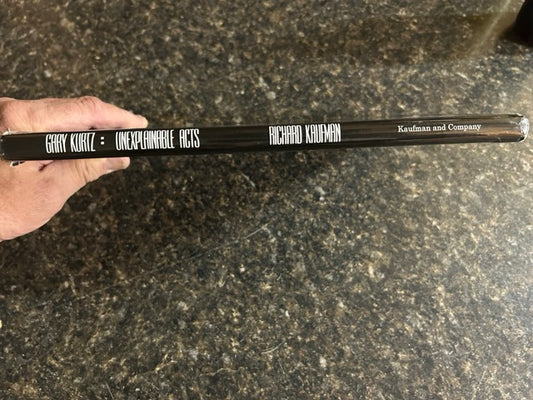 GARY KURTZ :: UNEXPLAINABLE ACTS RICHARD KAUFMAN Kaufman and Company